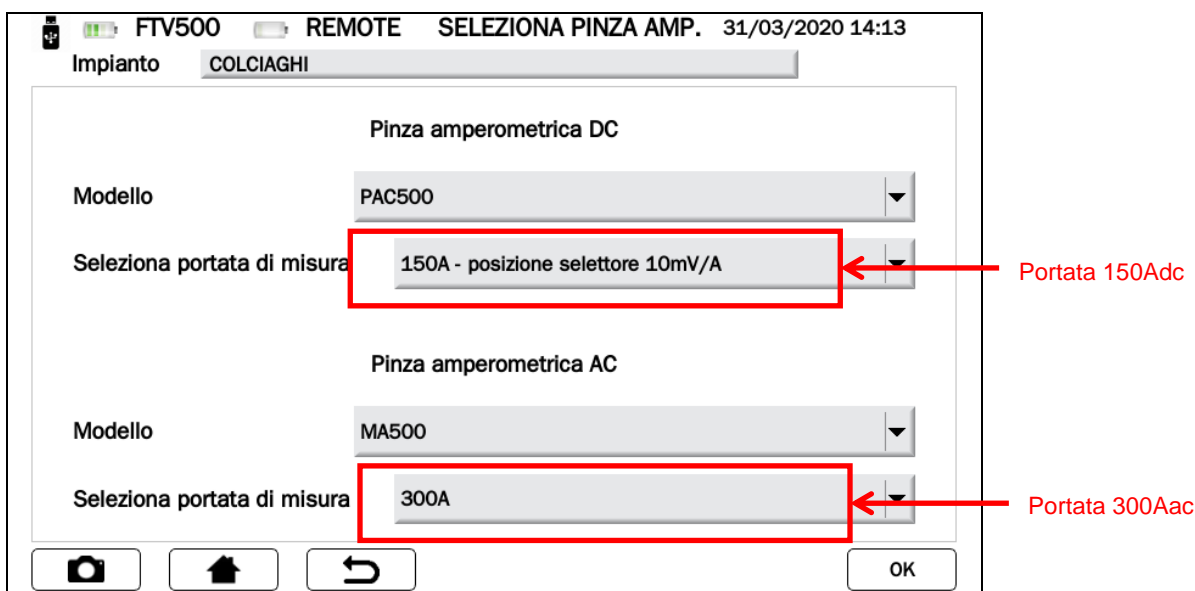 FTV500 REMOTE SELEZIONA PINZA AMP. 31/03/2020 14:13
Impianto COLCIAGHI
Pinza amperometrica DC
Modello PAC500
Seleziona portata di misura 150A - posizione selettore 10mV/A
Portata 150Adc
Pinza amperometrica AC
Modello MA500
Seleziona portata di misura 300A
Portata 300Aac
OK